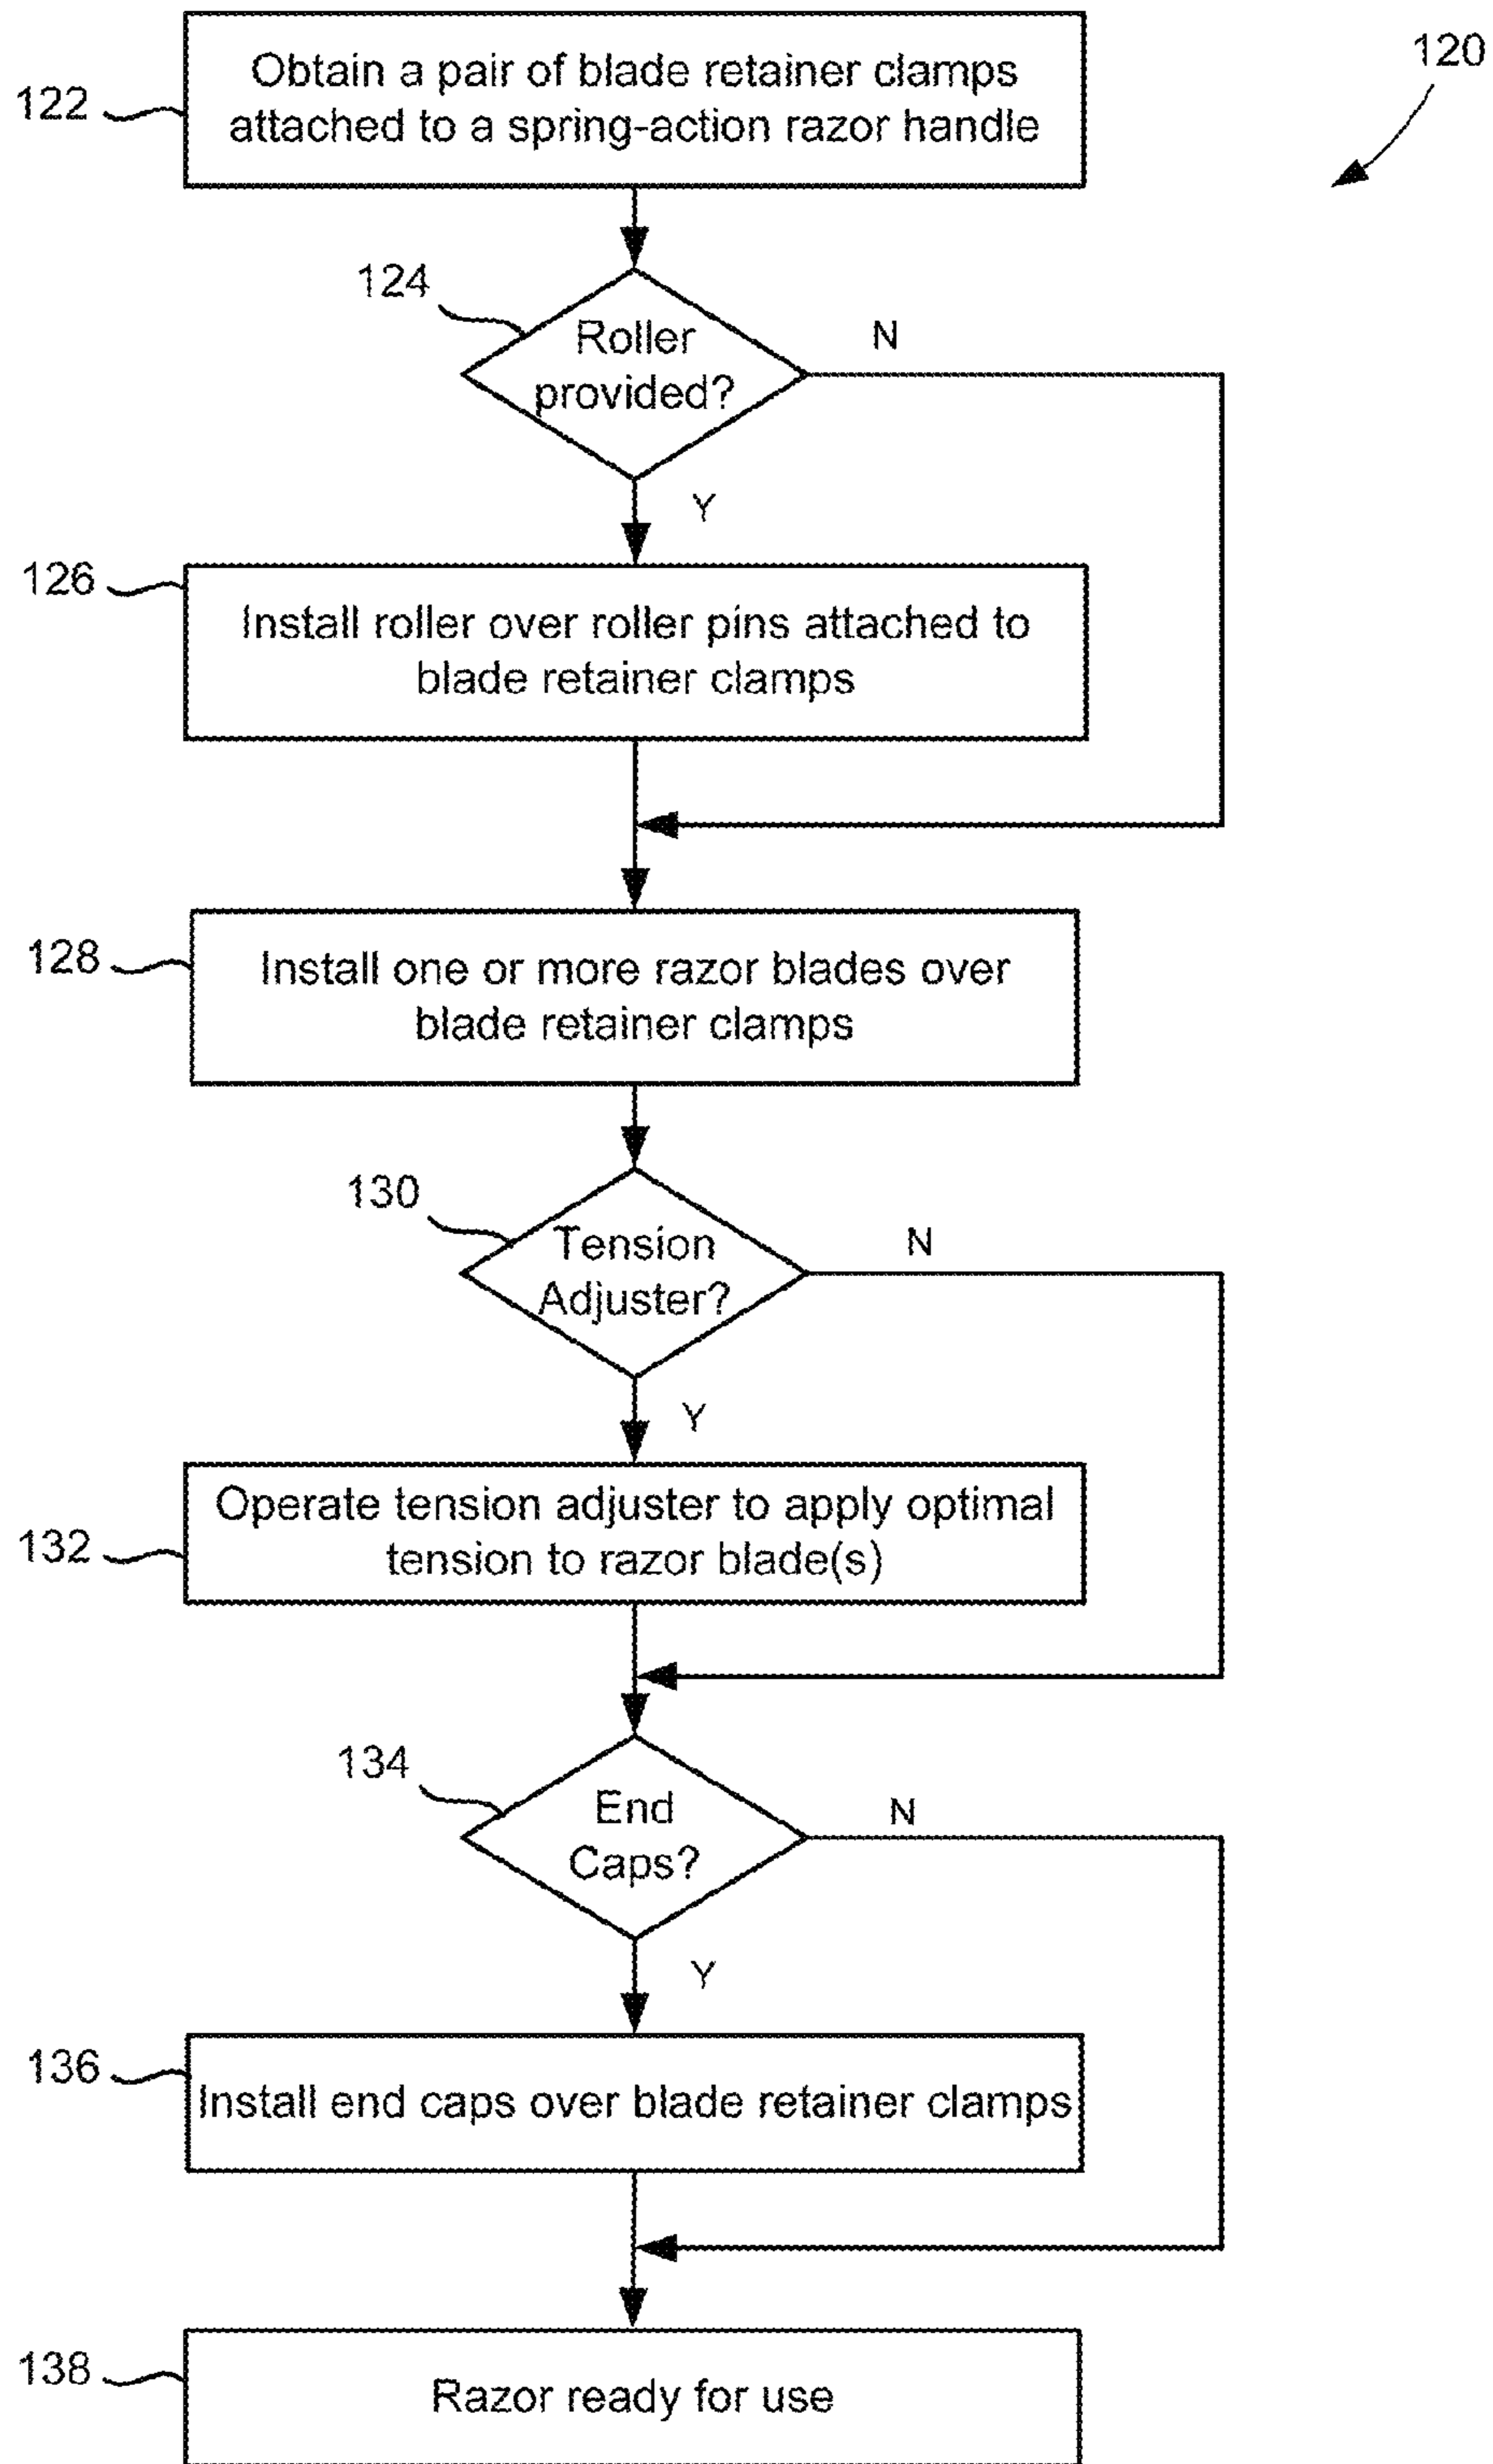 120
122
Obtain a pair of blade retainer clamps
attached to a spring-action razor handle
124
Roller
provided?
N
Y
126
Install roller over roller pins attached to
blade retainer clamps
128
Install one or more razor blades over
blade retainer clamps
130
Tension
Adjuster?
N
Y
132
Operate tension adjuster to apply optimal
tension to razor blade(s)
134
End
Caps?
N
Y
136
Install end caps over blade retainer clamps
138
Razor ready for use